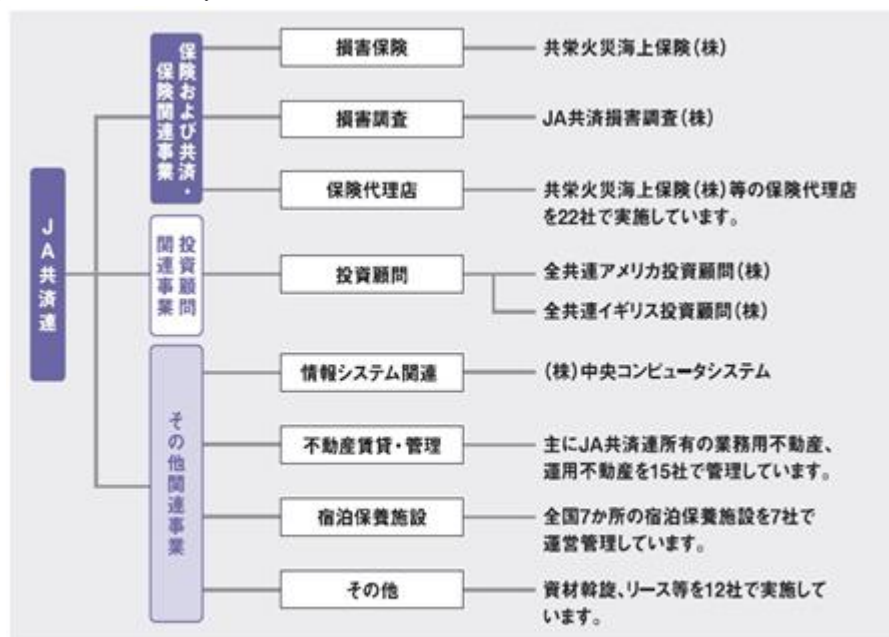 JA共済連
保険および共済・
保険関連事業
損害保険
共栄火災海上保険(株)
損害調査
JA共済損害調査(株)
保険代理店
共栄火災海上保険(株)等の保険代理店
を22社で実施しています。
投資顧問
関連事業
投資顧問
全共連アメリカ投資顧問(株)
全共連イギリス投資顧問(株)
その他関連事業
情報システム関連
(株)中央コンピュータシステム
不動産賃貸・管理
主にJA共済連所有の業務用不動産、
運用不動産を15社で管理しています。
宿泊保養施設
全国7か所の宿泊保養施設を7社で
運営管理しています。
その他
資材斡旋、リース等を12社で実施して
います。